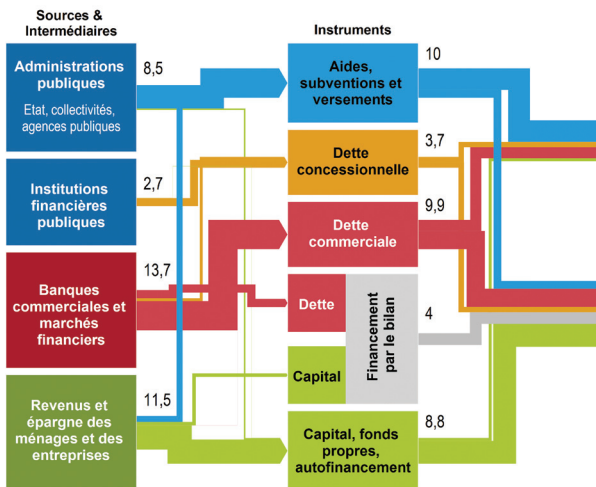 Sources &
Intermédiaires
Instruments
Administrations
publiques
Etat, collectivités,
agences publiques
8,5
Aides,
subventions et
versements
10
Institutions
financières
publiques
2,7
Dette
concessionnelle
3,7
Dette
commerciale
9,9
Banques
commerciales et
marchés
financiers
13,7
Dette
Capital
Financement
par le bilan
4
Revenus et
épargne des
ménages et des
entreprises
11,5
Capital, fonds
propres,
autofinancement
8,8